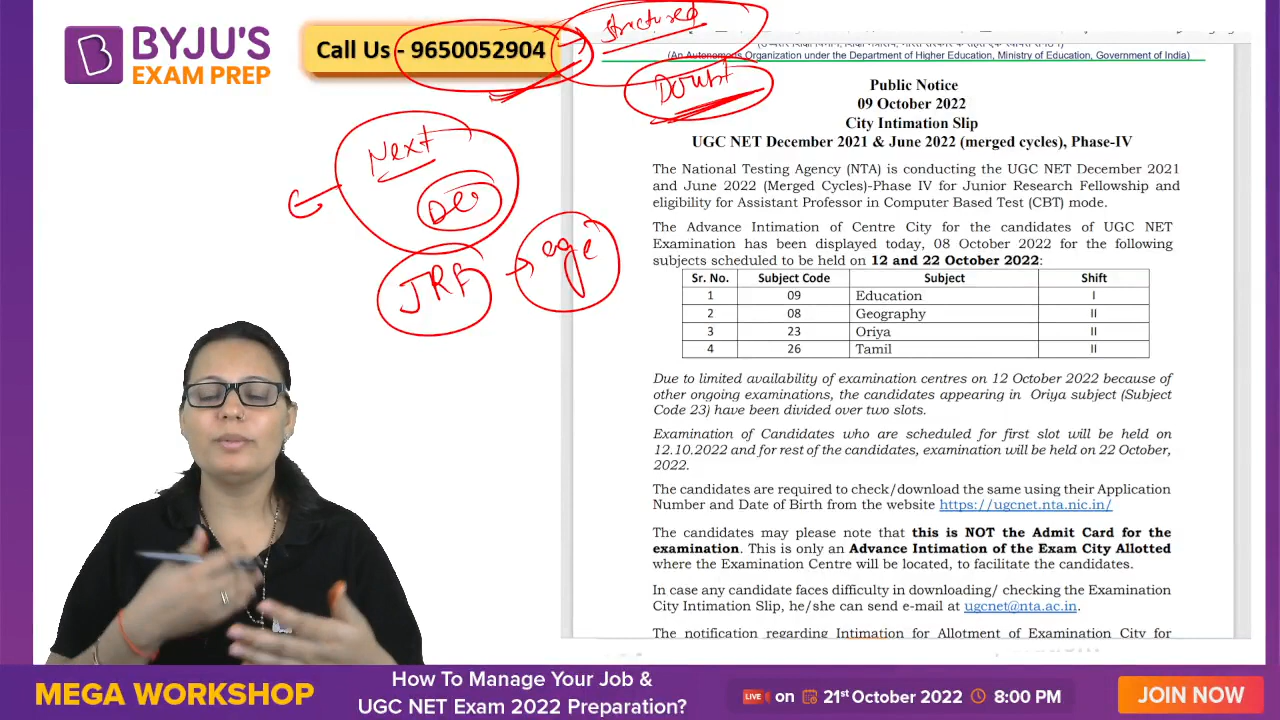 BYJU'S
EXAM PREP
Call Us - 9650052904
structured
Doubt
Next
Dec
JRF
age
(An Autonomous Organization under the Department of Higher Education, Ministry of Education, Government of India)
Public Notice
09 October 2022
City Intimation Slip
UGC NET December 2021 & June 2022 (merged cycles), Phase-IV
The National Testing Agency (NTA) is conducting the UGC NET December 2021
and June 2022 (Merged Cycles)-Phase IV for Junior Research Fellowship and
eligibility for Assistant Professor in Computer Based Test (CBT) mode.
The Advance Intimation of Centre City for the candidates of UGC NET
Examination has been displayed today, 08 October 2022 for the following
subjects scheduled to be held on 12 and 22 October 2022:
Sr. No. Subject Code Subject Shift
1 09 Education I
2 08 Geography II
3 23 Oriya II
4 26 Tamil II
Due to limited availability of examination centres on 12 October 2022 because of
other ongoing examinations, the candidates appearing in Oriya subject (Subject
Code 23) have been divided over two slots.
Examination of Candidates who are scheduled for first slot will be held on
12.10.2022 and for rest of the candidates, examination will be held on 22 October,
2022.
The candidates are required to check/download the same using their Application
Number and Date of Birth from the website https://ugcnet.nta.nic.in/
The candidates may please note that this is NOT the Admit Card for the
examination. This is only an Advance Intimation of the Exam City Allotted
where the Examination Centre will be located, to facilitate the candidates.
In case any candidate faces difficulty in downloading/ checking the Examination
City Intimation Slip, he/she can send e-mail at ugcnet@nta.ac.in.
The notification regarding Intimation for Allotment of Examination City for
MEGA WORKSHOP
How To Manage Your Job &
UGC NET Exam 2022 Preparation?
LIVE on 21st October 2022 8:00 PM
JOIN NOW